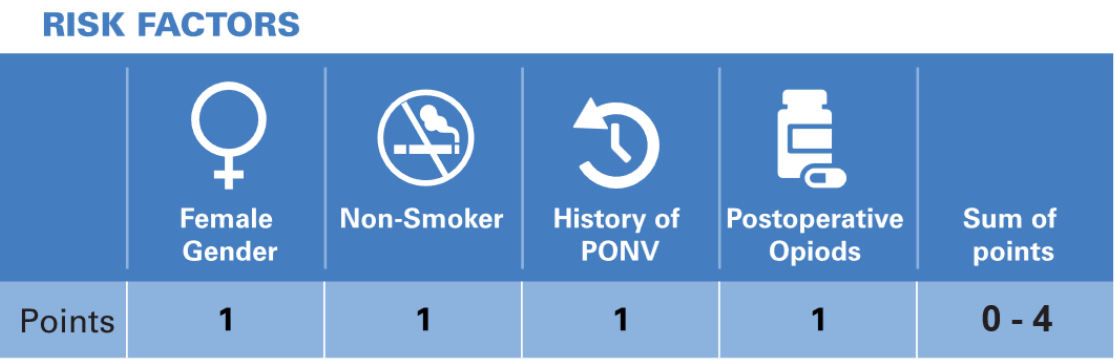 RISK FACTORS
Female Gender
Non-Smoker
History of PONV
Postoperative Opiods
Sum of points
Points 1 1 1 1 0 - 4